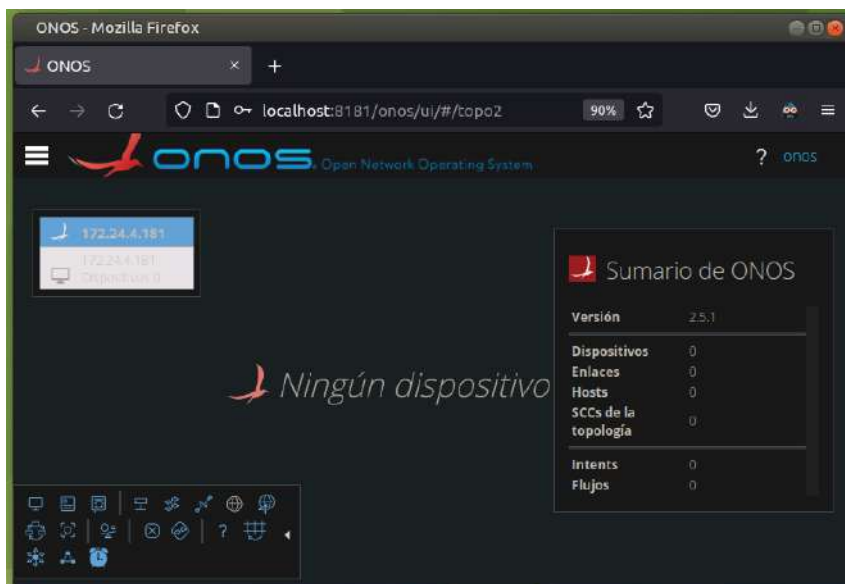 ONOS - Mozilla Firefox
ONOS
localhost:8181/onos/ui/#/topo2
90%
onos. Open Network Operating System
? onos
172.24.4.181
172.24.4.181
Dispositivos: 0
Sumario de ONOS
Versión 2.5.1
Dispositivos 0
Enlaces 0
Hosts 0
SCCs de la
topología 0
Ningún dispositivo
Intents 0
Flujos 0
?